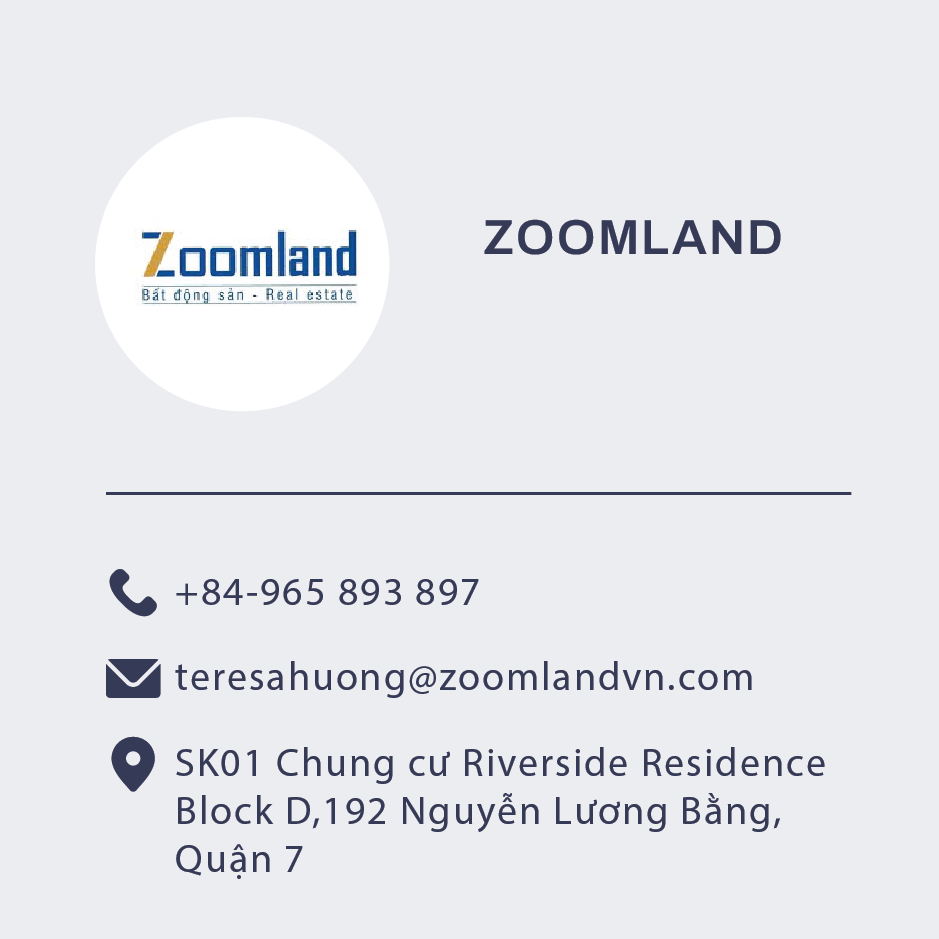 Zoomland
Bất động sản - Real estate
ZOOMLAND
+84-965 893 897
teresahuong@zoomlandvn.com
SK01 Chung cư Riverside Residence
Block D,192 Nguyễn Lương Bằng,
Quận 7